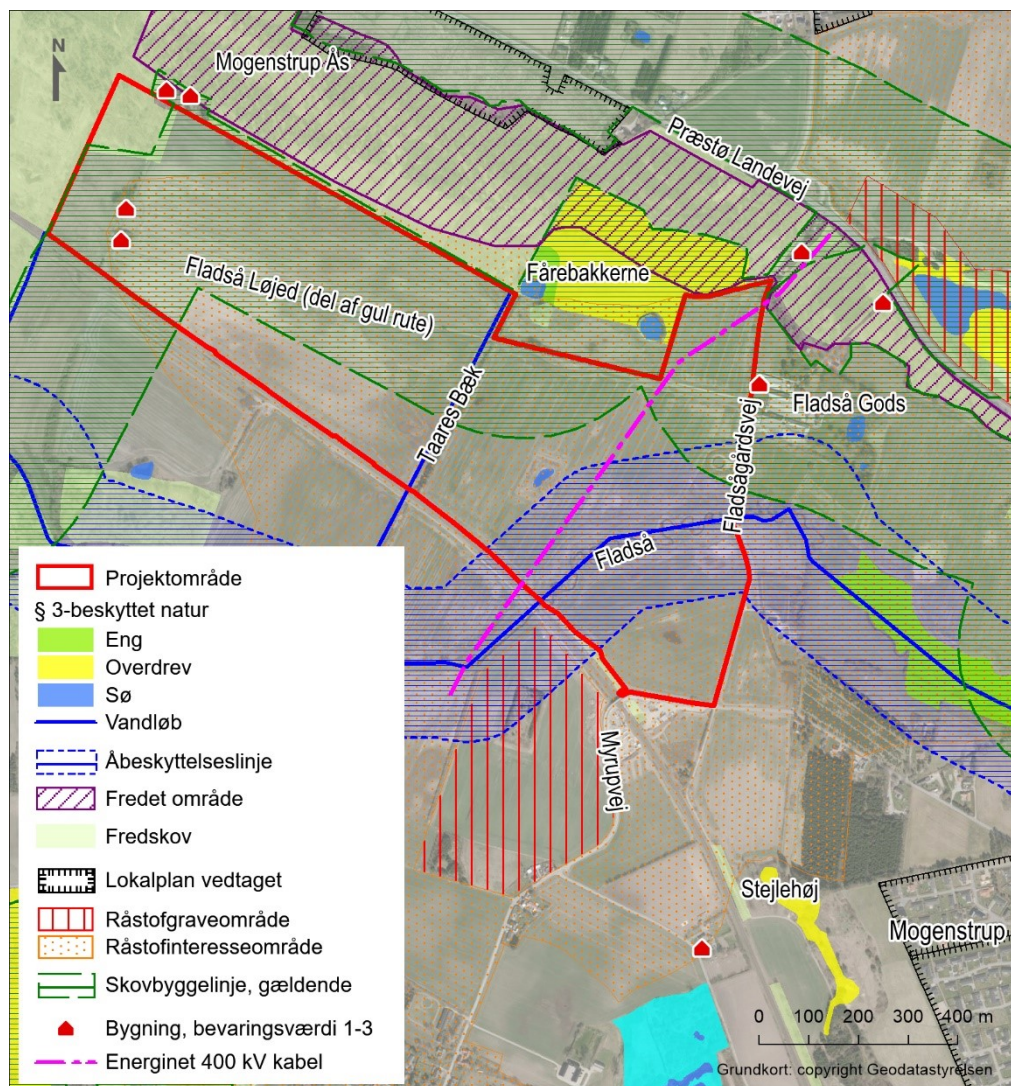 N
Mogenstrup Ås
Præstø Landevej
Fårebakkerne
Fladså Løjed (del af gul rute)
Taares Bæk
Fladsågårdsvej
Fladså Gods
Fladså
Myrupvej
Stejlehøj
Mogenstrup
Projektområde
§ 3-beskyttet natur
Eng
Overdrev
Sø
Vandløb
Åbeskyttelseslinje
Fredet område
Fredskov
Lokalplan vedtaget
Råstofgraveområde
Råstofinteresseområde
Skovbyggelinje, gældende
Bygning, bevaringsværdi 1-3
Energinet 400 kV kabel
0 100 200 300 400 m
Grundkort: copyright Geodatastyrelsen